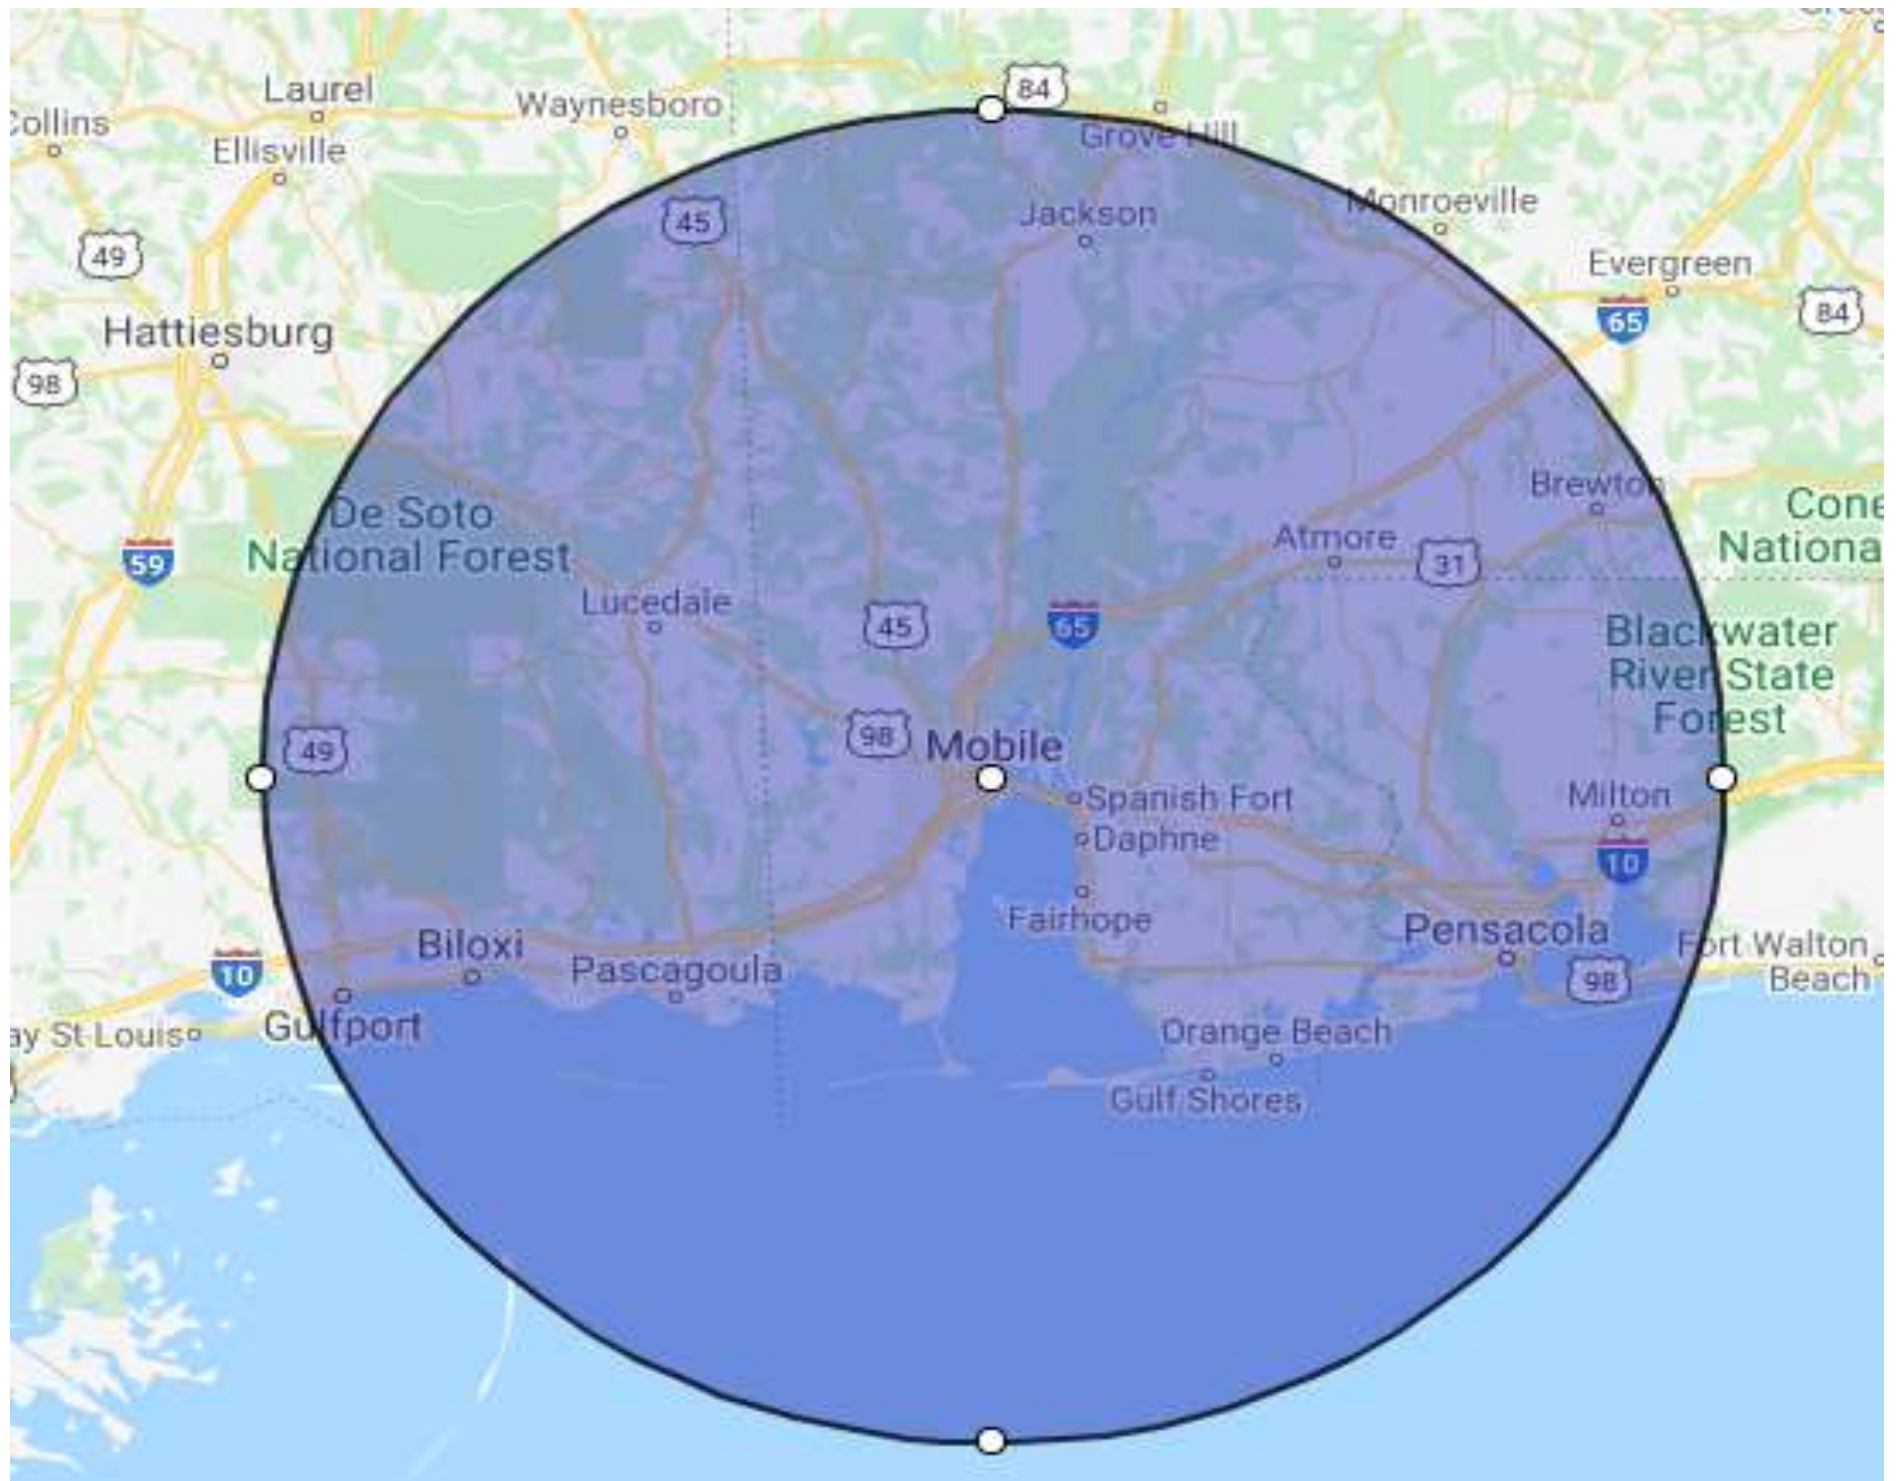 Laurel
84
Waynesboro
Collins
Grove Hill
Ellisville
Monroeville
45
Jackson
49
Evergreen
65
84
Hattiesburg
98
Brewton
De Soto
National Forest
Cone
Nationa
Atmore
59
31
Lucedale
45
65
Blackwater
River State
Forest
49
98
Mobile
Spanish Fort
Milton
Daphne
10
Fairhope
Pensacola
Biloxi
Fort Walton
Beach
10
Pascagoula
98
Gulfport
ay St Louis
Orange Beach
Gulf Shores